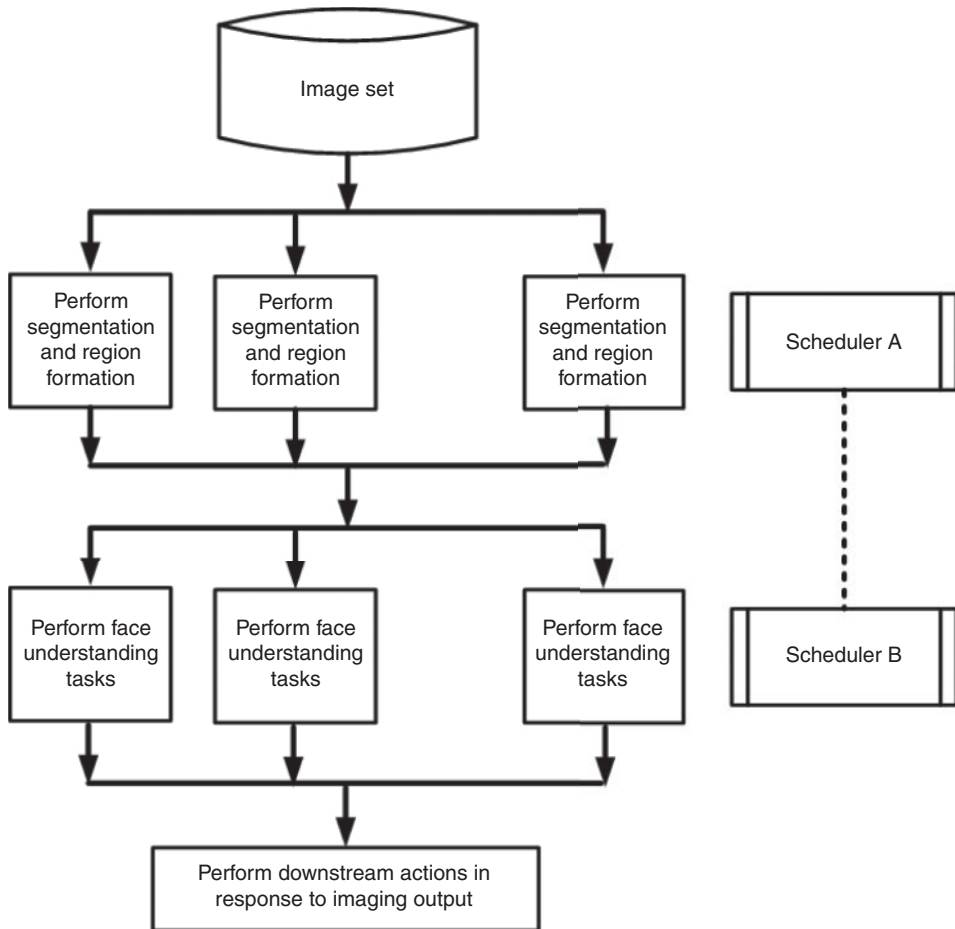 Image set
Perform
segmentation
and region
formation
Perform
segmentation
and region
formation
Perform
segmentation
and region
formation
Scheduler A
Perform face
understanding
tasks
Perform face
understanding
tasks
Perform face
understanding
tasks
Scheduler B
Perform downstream actions in
response to imaging output